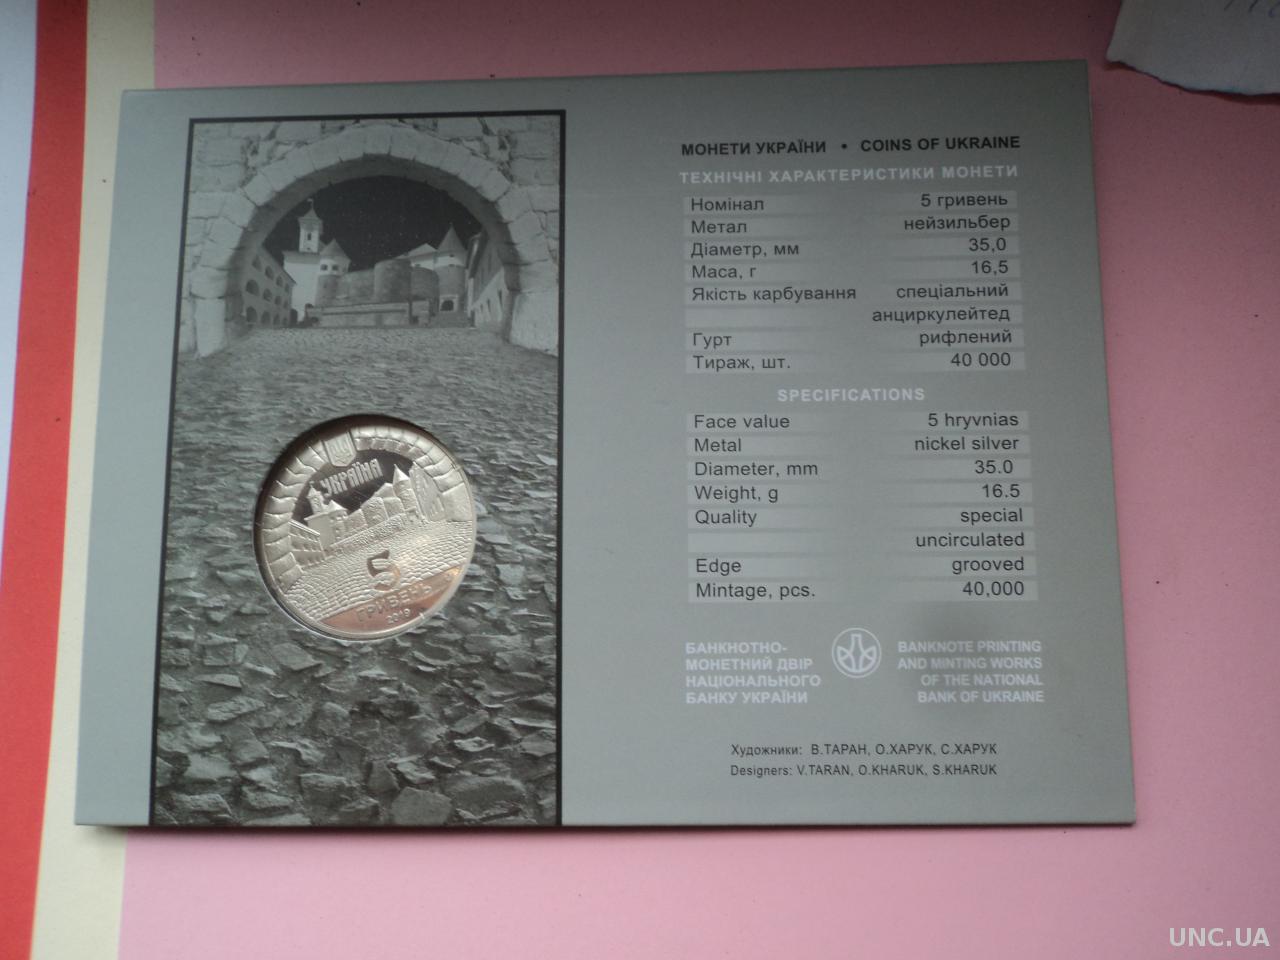 МОНЕТИ УКРАЇНИ • COINS OF UKRAINE
ТЕХНІЧНІ ХАРАКТЕРИСТИКИ МОНЕТИ
Номінал 5 гривень
Метал нейзильбер
Діаметр, мм 35,0
Маса, г 16,5
Якість карбування спеціальний
анциркулейтед
Гурт рифлений
Тираж, шт. 40 000
SPECIFICATIONS
Face value 5 hryvnias
Metal nickel silver
Diameter, mm 35.0
Weight, g 16.5
Quality special
uncirculated
Edge grooved
Mintage, pcs. 40,000
БАНКНОТНО-
МОНЕТНИЙ ДВІР
НАЦІОНАЛЬНОГО
БАНКУ УКРАЇНИ
BANKNOTE PRINTING
AND MINTING WORKS
OF THE NATIONAL
BANK OF UKRAINE
Художники: В.ТАРАН, О.ХАРУК, С.ХАРУК
Designers: V.TARAN, O.KHARUK, S.KHARUK
УКРАЇНА
5
ГРИВЕНЬ
2019
UNC.UA